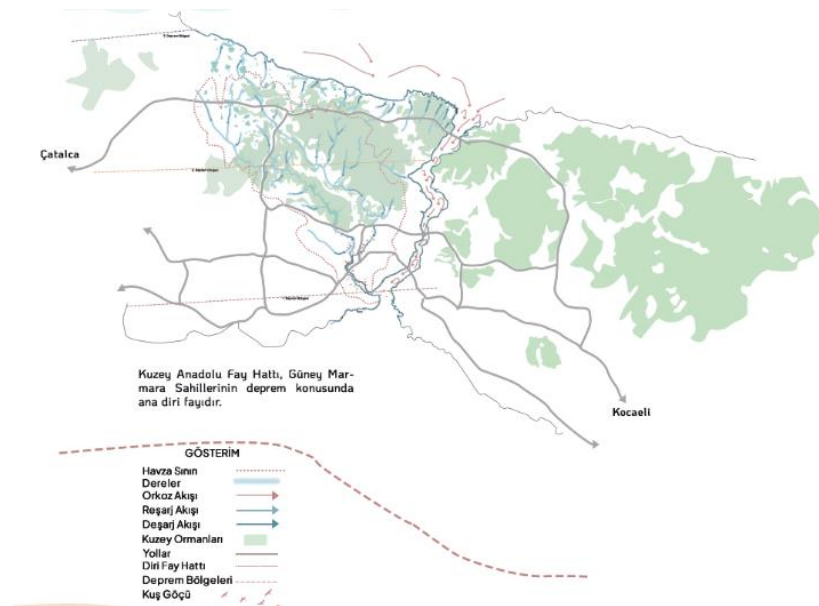 Çatalca
Kuzey Anadolu Fay Hattı, Güney Mar-
mara Sahillerinin deprem konusunda
ana diri fayıdır.
Kocaeli
GÖSTERİM
Havza Sınırı
Dereler
Orkoz Akışı
Reşarj Akışı
Deşarj Akışı
Kuzey Ormanları
Yollar
Diri Fay Hattı
Deprem Bölgeleri
Kuş Göçü